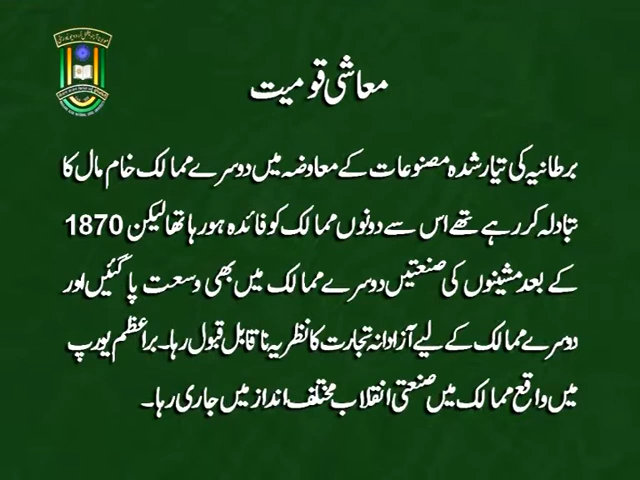 معاشی قومیت
برطانیہ کی تیار شدہ مصنوعات کے معاوضہ میں دوسرے ممالک خام مال کا
تبادلہ کر رہے تھے اس سے دونوں ممالک کو فائدہ ہو رہا تھا لیکن 1870
کے بعد مشینوں کی صنعتیں دوسرے ممالک میں بھی وسعت پا گئیں اور
دوسرے ممالک کے لیے آزادانہ تجارت کا نظریہ ناقابل قبول رہا۔ براعظم یورپ
میں واقع ممالک میں صنعتی انقلاب مختلف انداز میں جاری رہا۔